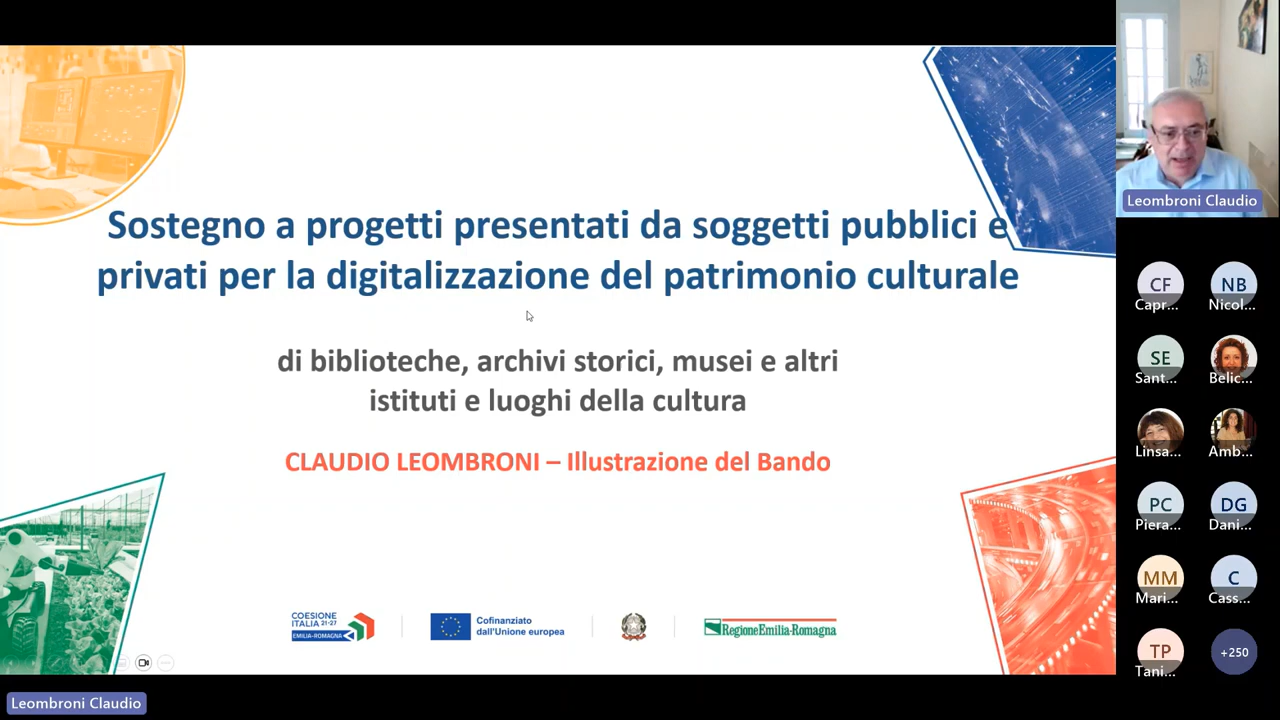 Sostegno a progetti presentati da soggetti pubblici e
privati per la digitalizzazione del patrimonio culturale
di biblioteche, archivi storici, musei e altri
istituti e luoghi della cultura
CLAUDIO LEOMBRONI – Illustrazione del Bando
COESIONE
ITALIA 21-27
EMILIA-ROMAGNA
Cofinanziato
dall'Unione europea
RegioneEmilia-Romagna
Leombroni Claudio
Leombroni Claudio
CF
Capr...
NB
Nicol...
SE
Sant...
Belic...
Linsa...
Amb...
PC
Piera...
DG
Dani...
MM
Mari...
C
Cass...
TP
Tani...
+250